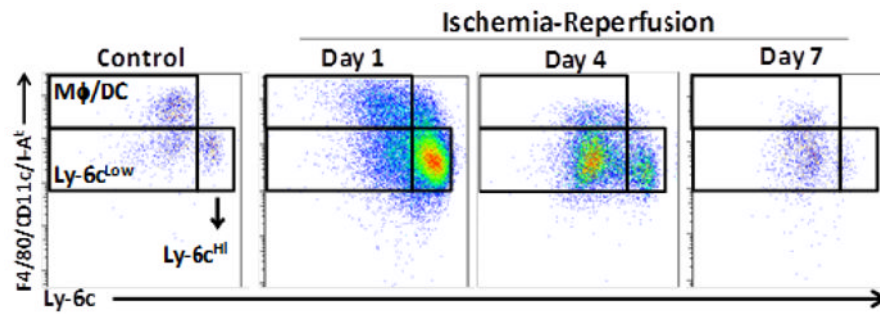 Ischemia-Reperfusion
Control Day 1 Day 4 Day 7
Mϕ/DC
Ly-6cLow
Ly-6cHI
F4/80/CD11c/I-Ak
Ly-6c